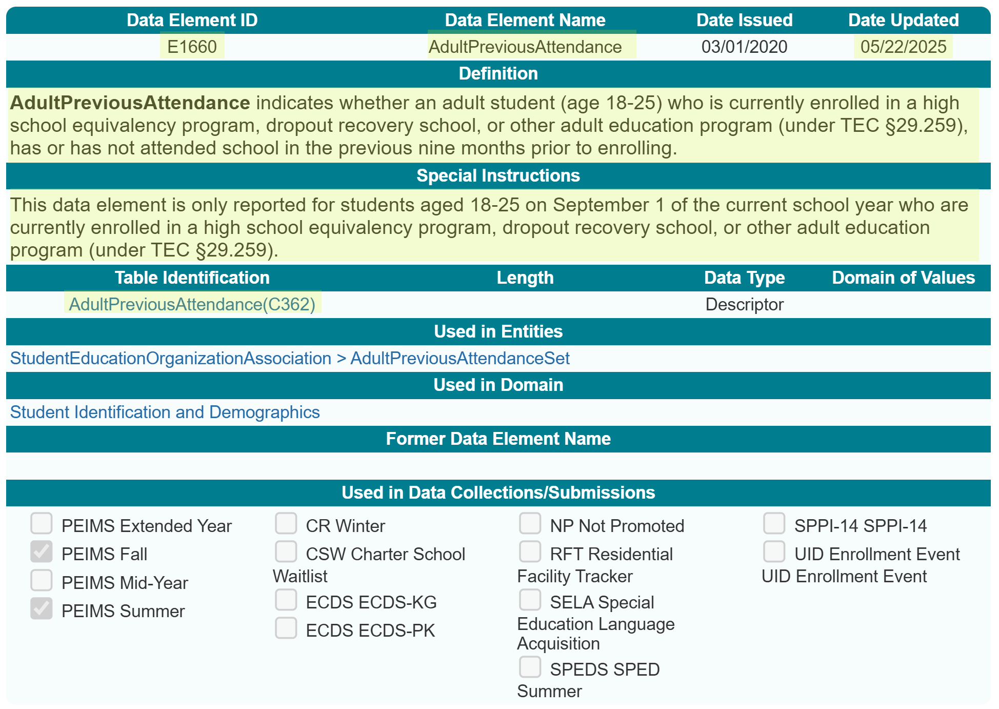 Data Element ID Data Element Name Date Issued Date Updated
E1660 AdultPreviousAttendance 03/01/2020 05/22/2025
Definition
AdultPreviousAttendance indicates whether an adult student (age 18-25) who is currently enrolled in a high
school equivalency program, dropout recovery school, or other adult education program (under TEC §29.259),
has or has not attended school in the previous nine months prior to enrolling.
Special Instructions
This data element is only reported for students aged 18-25 on September 1 of the current school year who are
currently enrolled in a high school equivalency program, dropout recovery school, or other adult education
program (under TEC §29.259).
Table Identification Length Data Type Domain of Values
AdultPreviousAttendance(C362) Descriptor
Used in Entities
StudentEducationOrganizationAssociation > AdultPreviousAttendanceSet
Used in Domain
Student Identification and Demographics
Former Data Element Name
Used in Data Collections/Submissions
PEIMS Extended Year
PEIMS Fall
PEIMS Mid-Year
PEIMS Summer
CR Winter
CSW Charter School
Waitlist
ECDS ECDS-KG
ECDS ECDS-PK
NP Not Promoted
RFT Residential
Facility Tracker
SELA Special
Education Language
Acquisition
SPEDS SPED
Summer
SPPI-14 SPPI-14
UID Enrollment Event
UID Enrollment Event